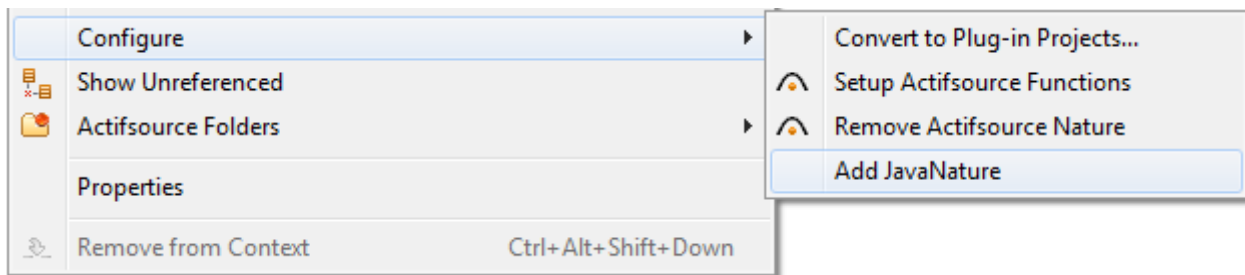 Configure
Show Unreferenced
Actifsource Folders
Properties
Remove from Context Ctrl+Alt+Shift+Down
Convert to Plug-in Projects...
Setup Actifsource Functions
Remove Actifsource Nature
Add JavaNature